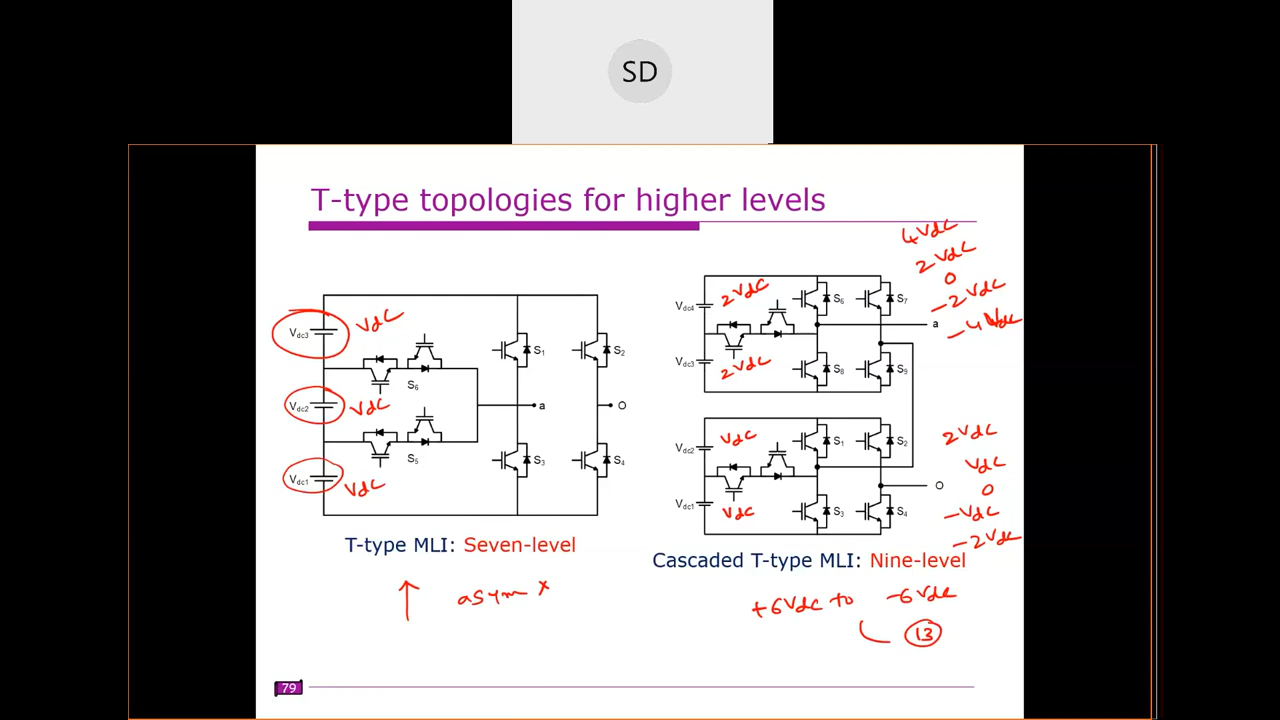 SD
T-type topologies for higher levels
Vdc3
Vdc
S6
S1
S2
Vdc2
Vdc
a
O
S5
S3
S4
Vdc1
Vdc
T-type MLI: Seven-level
↑ asym ×
4Vdc
2Vdc
0
-2Vdc
-4Vdc
Vdc4
2Vdc
S6
S7
a
Vdc3
2Vdc
S8
S9
Vdc2
Vdc
S1
S2
O
Vdc1
Vdc
S3
S4
2Vdc
Vdc
0
-Vdc
-2Vdc
Cascaded T-type MLI: Nine-level
+6Vdc to -6Vdc
13
79